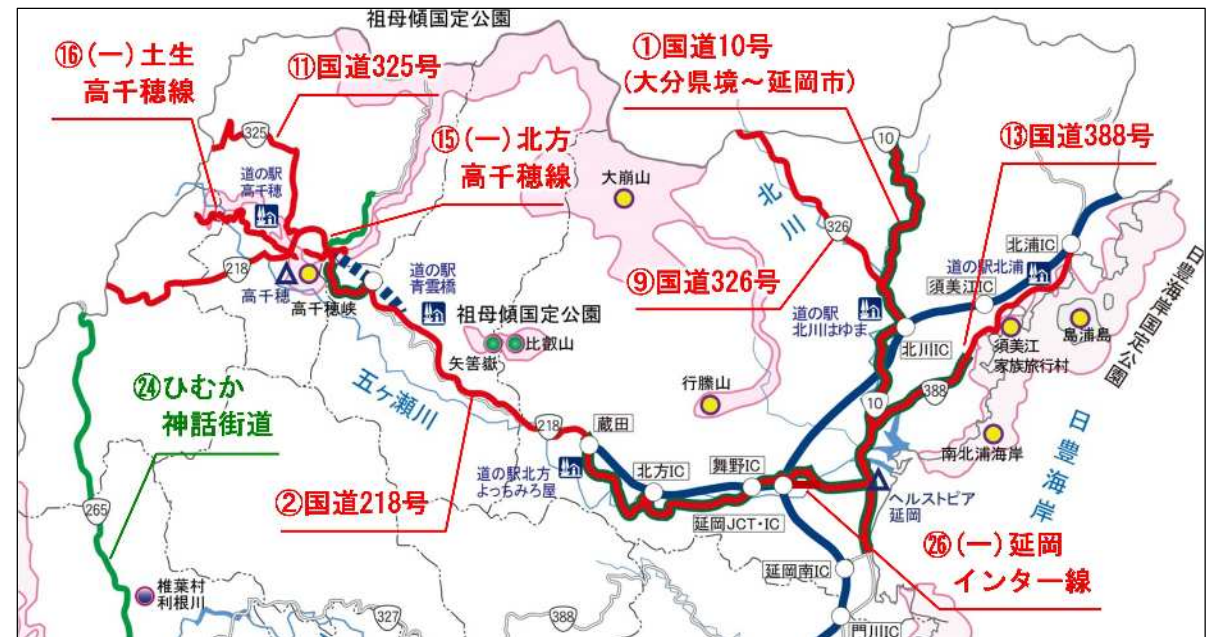 祖母傾国定公園
⑯(一)土生
高千穂線
⑪国道325号
①国道10号
(大分県境～延岡市)
⑮(一)北方
高千穂線
⑬国道388号
325
10
道の駅
高千穂
大崩山
北川
326
北浦IC
218
高千穂
高千穂峡
道の駅
青雲橋
⑨国道326号
道の駅北浦
須美江IC
日豊海岸国定公園
祖母傾国定公園
比叡山
矢筈嶽
道の駅
北川はゆま
北川IC
須美江
家族旅行村
島浦島
㉔ひむか
神話街道
五ヶ瀬川
行縢山
388
10
日豊海岸
218
蔵田
南北浦海岸
②国道218号
道の駅北方
よっちみろ屋
北方IC
舞野IC
ヘルストピア
延岡
265
延岡JCT・IC
㉖(一)延岡
インター線
延岡南IC
椎葉村
利根川
327
388
門川IC